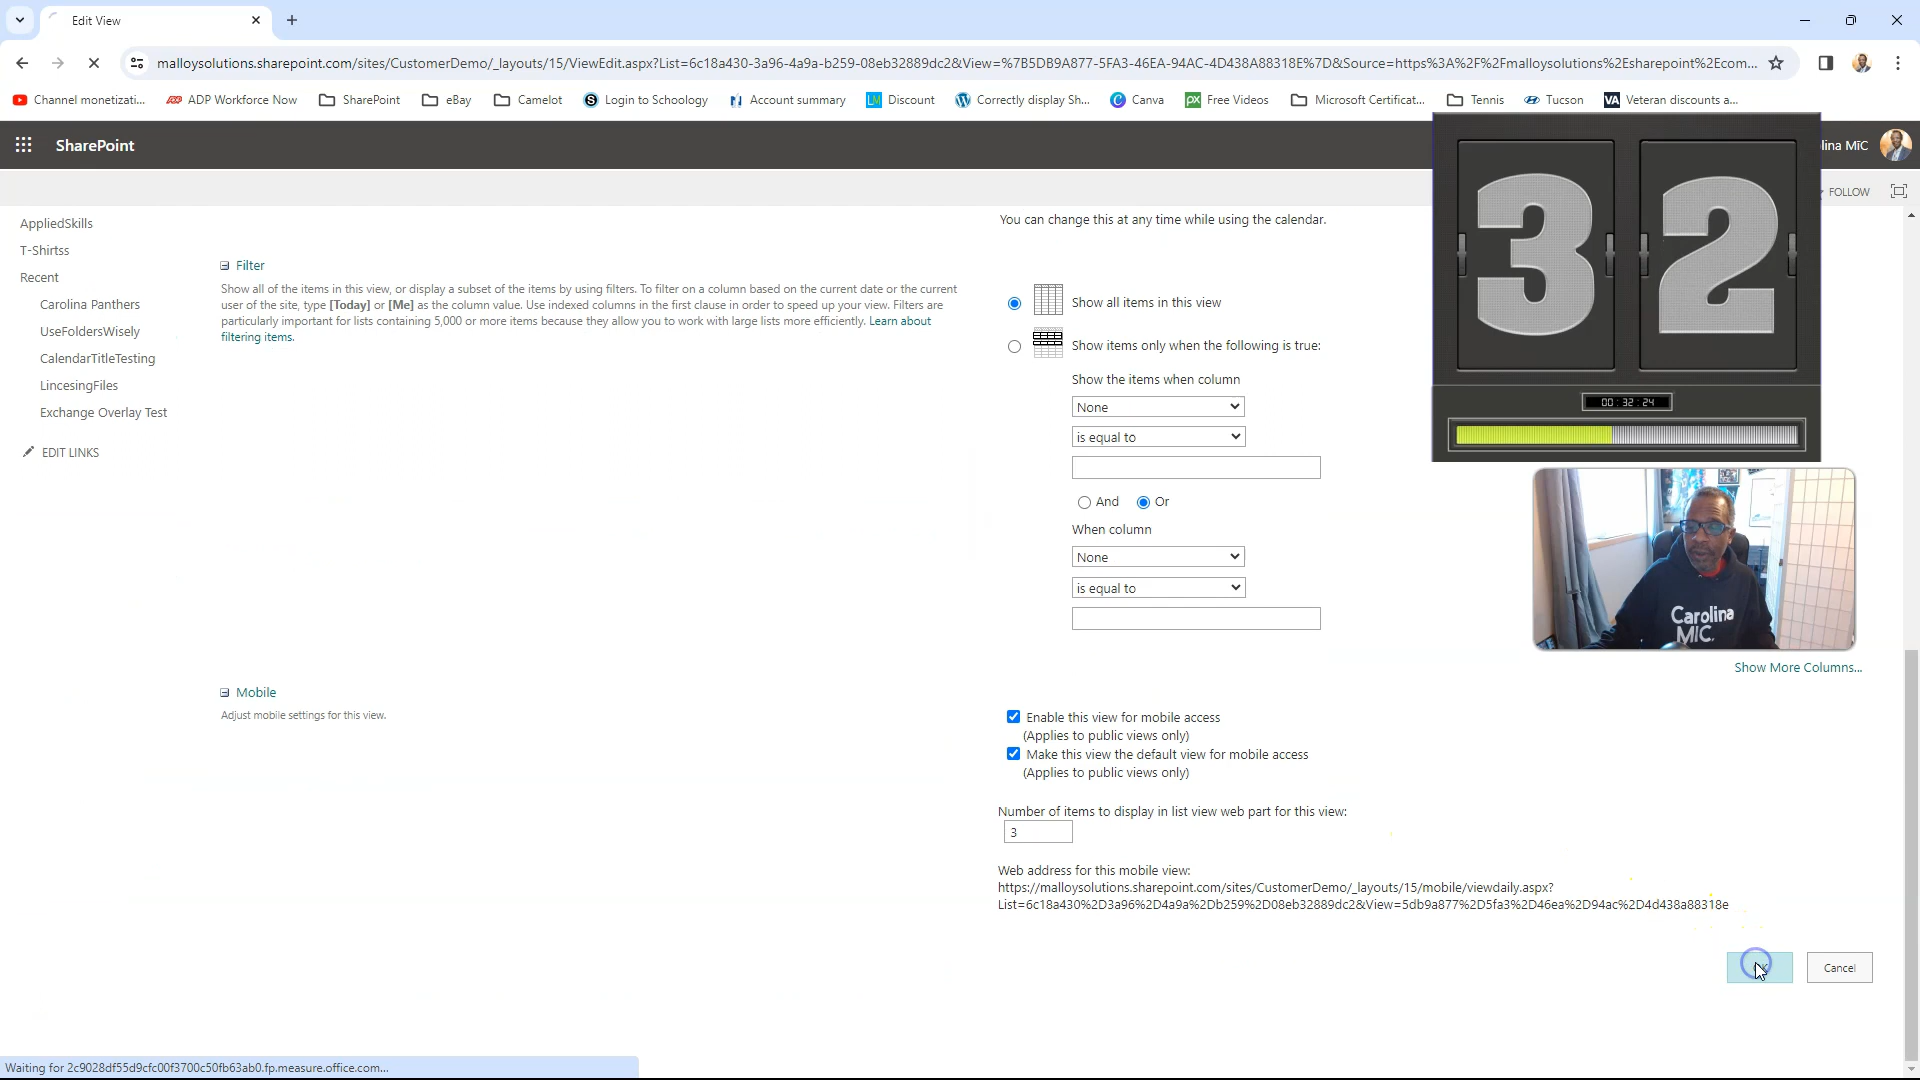 Edit View
malloysolutions.sharepoint.com/sites/CustomerDemo/_layouts/15/ViewEdit.aspx?List=6c18a430-3a96-4a9a-b259-08eb32889dc2&View=%7B5DB9A877-5FA3-46EA-94AC-4D438A88318E%7D&Source=https%3A%2F%2Fmalloysolutions%2Esharepoint%2Ecom...
Channel monetizati... ADP Workforce Now SharePoint eBay Camelot Login to Schoology Account summary LM Discount Correctly display Sh... Canva Free Videos Microsoft Certificat... Tennis Tucson VA Veteran discounts a...
SharePoint
lina MiC
FOLLOW
32
00 : 32 : 24
AppliedSkills
T-Shirtss
Recent
Carolina Panthers
UseFoldersWisely
CalendarTitleTesting
LincesingFiles
Exchange Overlay Test
EDIT LINKS
You can change this at any time while using the calendar.
Filter
Show all of the items in this view, or display a subset of the items by using filters. To filter on a column based on the current date or the current
user of the site, type [Today] or [Me] as the column value. Use indexed columns in the first clause in order to speed up your view. Filters are
particularly important for lists containing 5,000 or more items because they allow you to work with large lists more efficiently. Learn about
filtering items.
Show all items in this view
Show items only when the following is true:
Show the items when column
None
is equal to
And Or
When column
None
is equal to
Carolina
MIC.
Show More Columns...
Mobile
Adjust mobile settings for this view.
Enable this view for mobile access
(Applies to public views only)
Make this view the default view for mobile access
(Applies to public views only)
Number of items to display in list view web part for this view:
3
Web address for this mobile view:
https://malloysolutions.sharepoint.com/sites/CustomerDemo/_layouts/15/mobile/viewdaily.aspx?
List=6c18a430%2D3a96%2D4a9a%2Db259%2D08eb32889dc2&View=5db9a877%2D5fa3%2D46ea%2D94ac%2D4d438a88318e
Cancel
Waiting for 2c9028df55d9cfc00f3700c50fb63ab0.fp.measure.office.com...